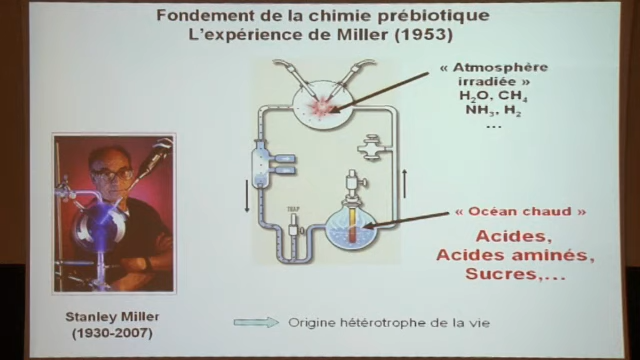 Fondement de la chimie prébiotique
L'expérience de Miller (1953)
« Atmosphère
irradiée »
H₂O, CH₄
NH₃, H₂
...
TRAP
« Océan chaud »
Acides,
Acides aminés,
Sucres,...
Stanley Miller
(1930-2007)
Origine hétérotrophe de la vie